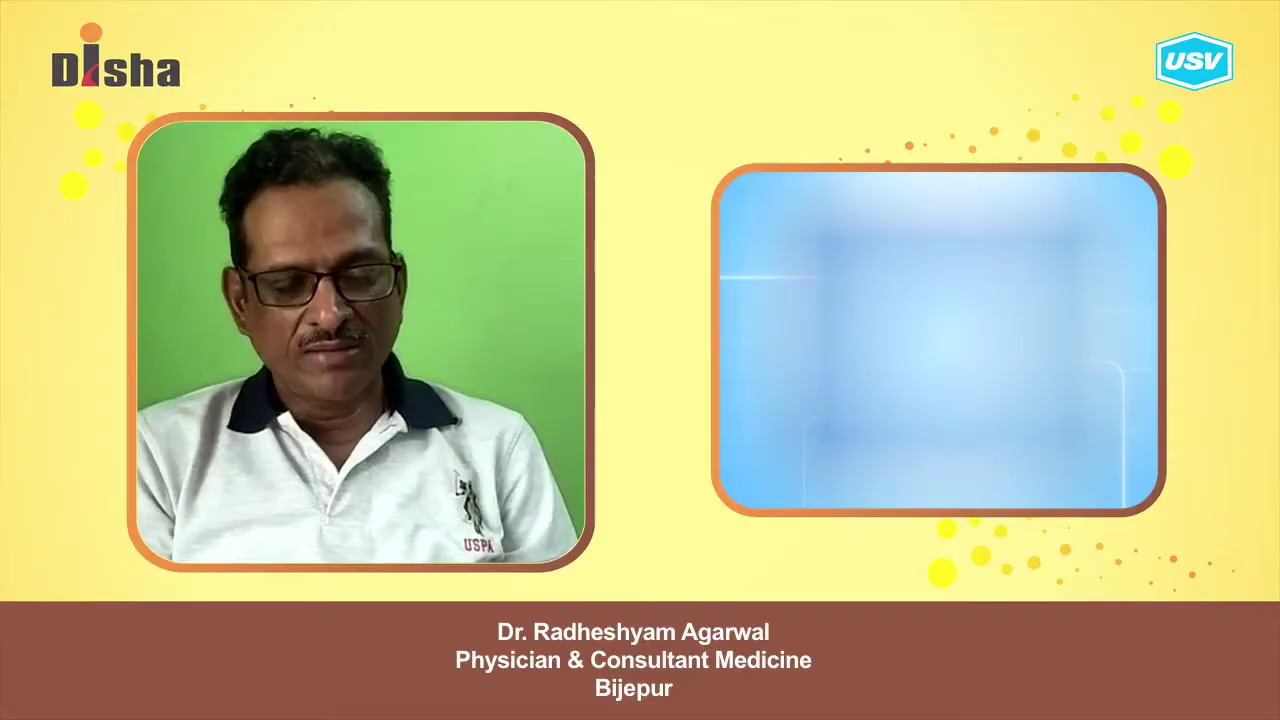 Disha
USV
USPA
Dr. Radheshyam Agarwal
Physician & Consultant Medicine
Bijepur